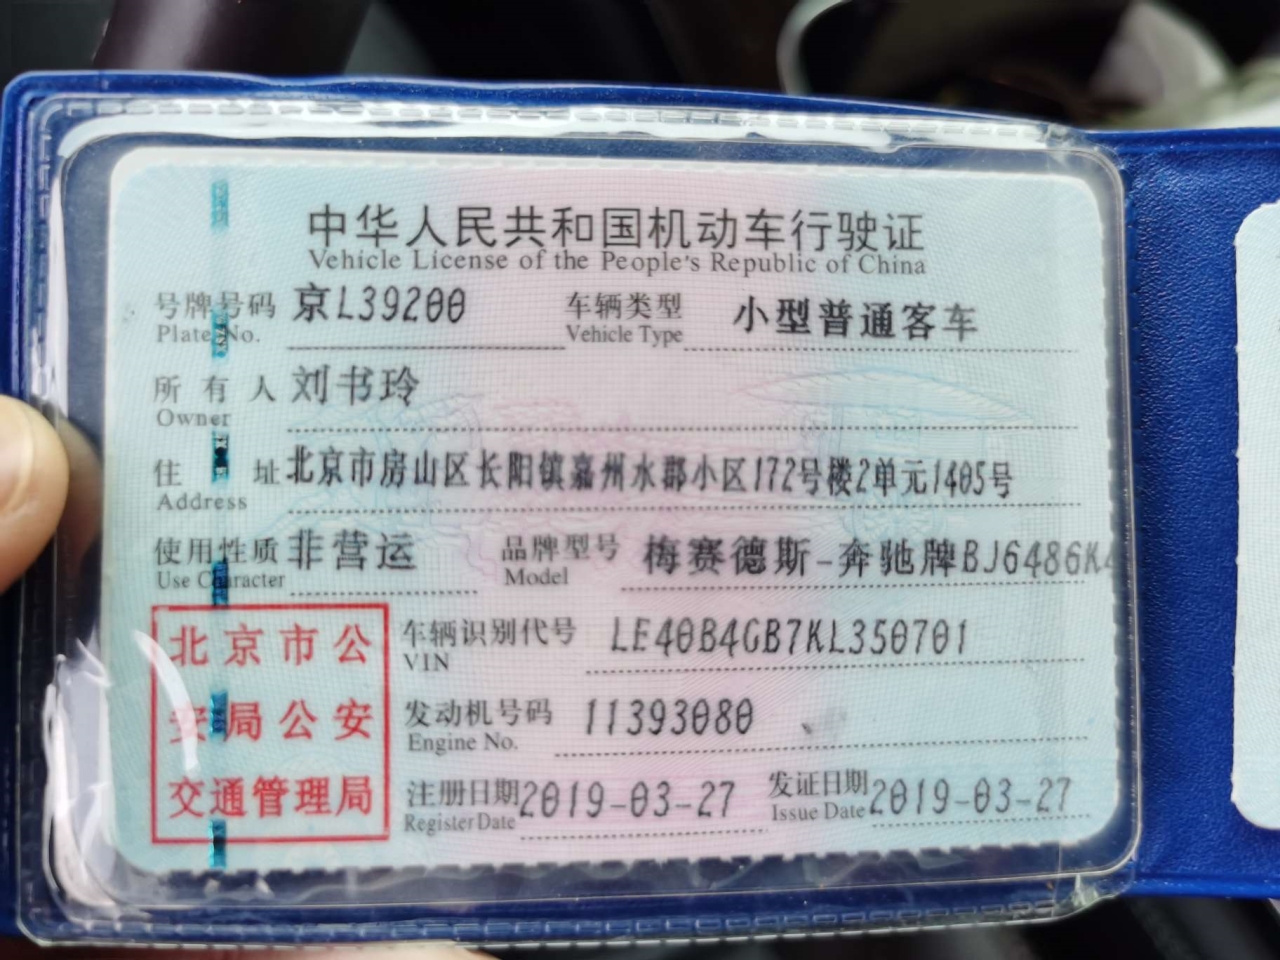 中华人民共和国机动车行驶证
Vehicle License of the People's Republic of China
号牌号码 京L39200 车辆类型 小型普通客车
Plate No. Vehicle Type
所有人 刘书玲
Owner
住址 北京市房山区长阳镇嘉州水郡小区172号楼2单元1405号
Address
使用性质 非营运 品牌型号 梅赛德斯-奔驰牌BJ6486K4
Use Character Model
北京市公
安局公安
交通管理局
车辆识别代号 LE40B4GB7KL350701
VIN
发动机号码 11393080
Engine No.
注册日期 2019-03-27 发证日期 2019-03-27
Register Date Issue Date